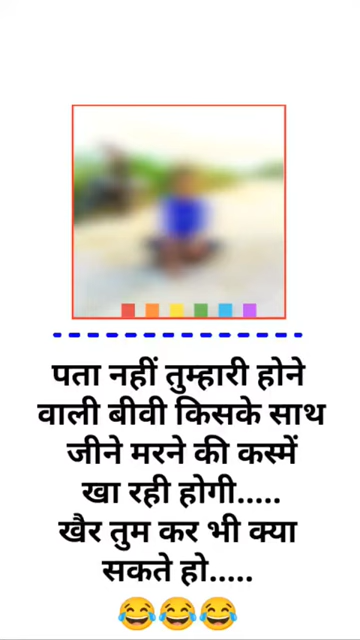 पता नहीं तुम्हारी होने
वाली बीवी किसके साथ
जीने मरने की कस्में
खा रही होगी.....
खैर तुम कर भी क्या
सकते हो.....
😂😂😂